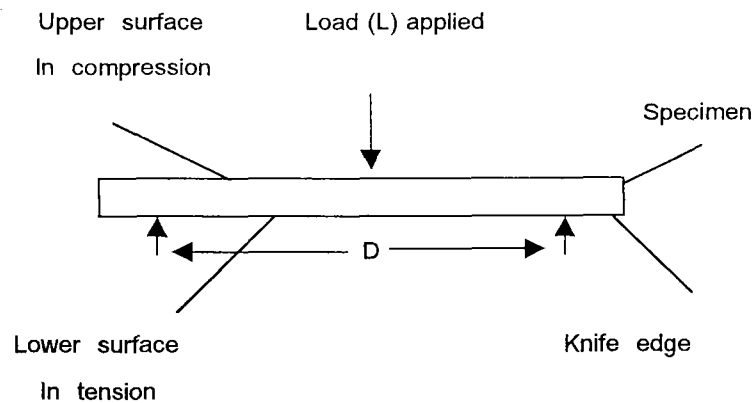 Upper surface
In compression
Load (L) applied
Specimen
D
Lower surface
In tension
Knife edge